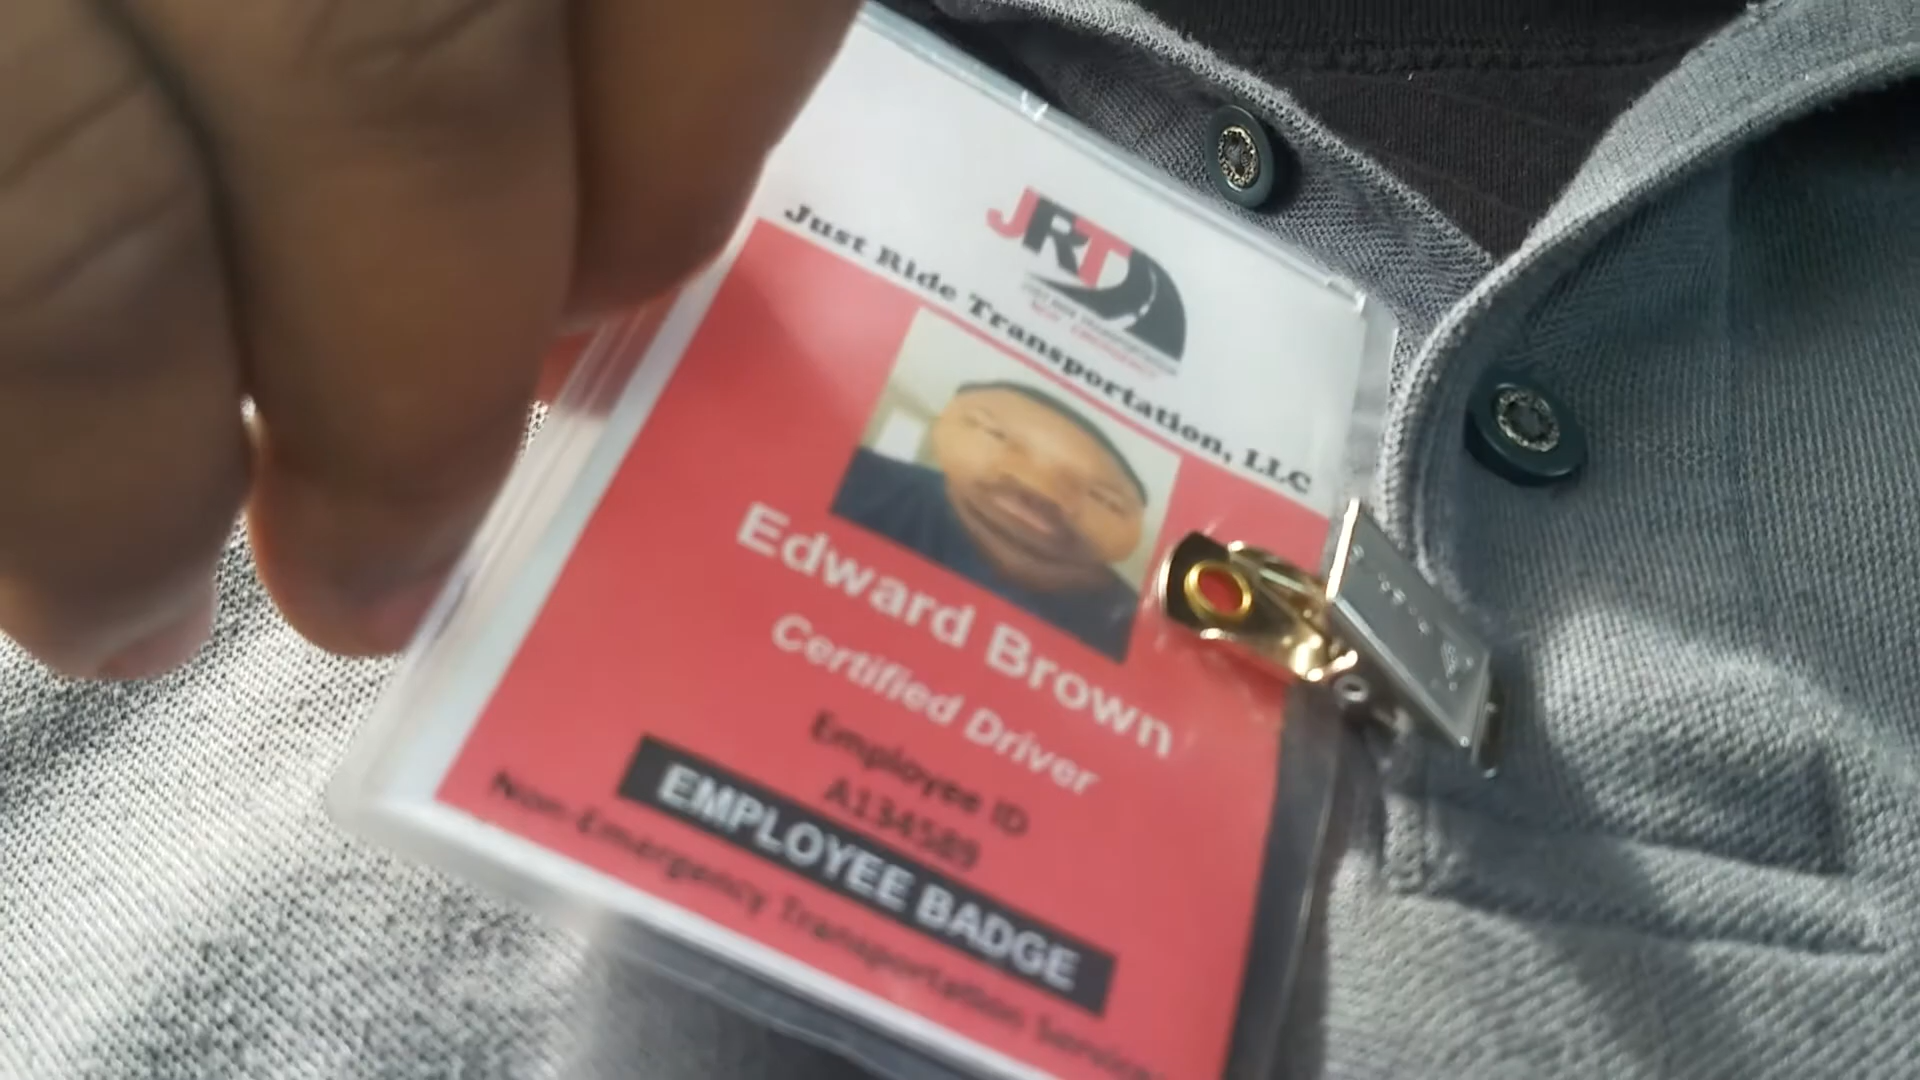 JRT
Just Ride Transportation, LLC
Edward Brown
Certified Driver
Employee ID
A134589
EMPLOYEE BADGE
Non-Emergency Transportation Services